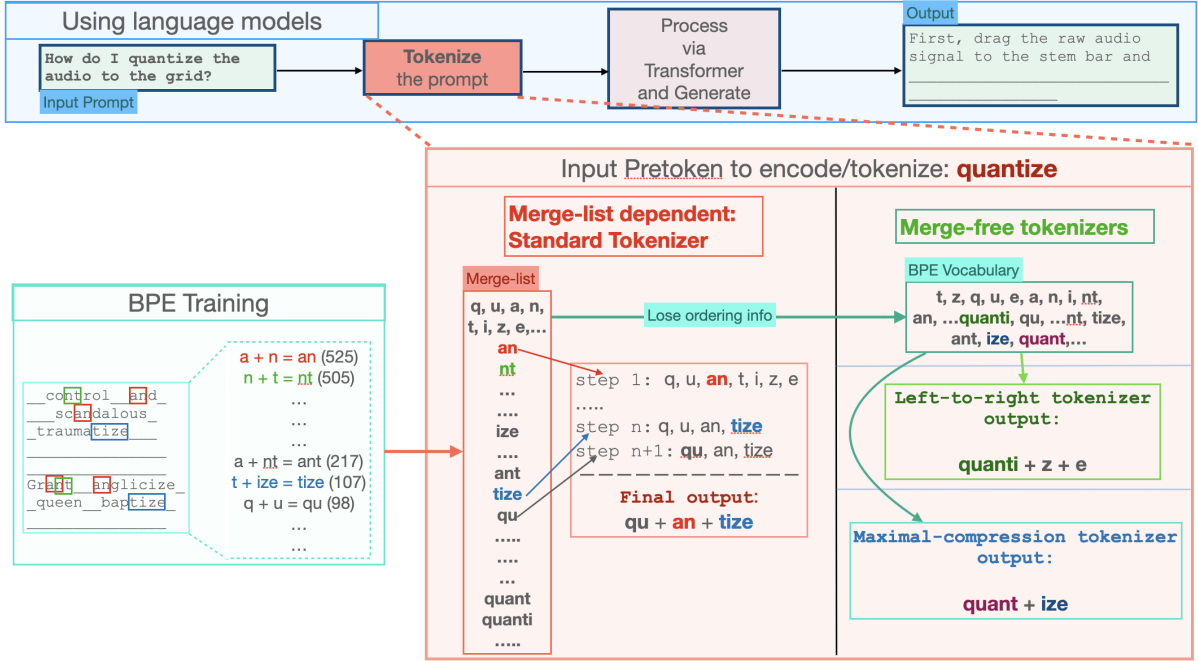 Using language models
How do I quantize the
audio to the grid?
Input Prompt
Tokenize
the prompt
Process
via
Transformer
and Generate
Output
First, drag the raw audio
signal to the stem bar and
Input Pretoken to encode/tokenize: quantize
Merge-list dependent:
Standard Tokenizer
Merge-list
q, u, a, n,
t, i, z, e,...
an
nt
...
....
ize
....
ant
tize
qu
.....
....
...
quant
quanti
.....
Lose ordering info
step 1: q, u, an, t, i, z, e
.....
step n: q, u, an, tize
step n+1: qu, an, tize
Final output:
qu + an + tize
Merge-free tokenizers
BPE Vocabulary
t, z, q, u, e, a, n, i, nt,
an, ...quanti, qu, ...nt, tize,
ant, ize, quant,...
Left-to-right tokenizer
output:
quanti + z + e
Maximal-compression tokenizer
output:
quant + ize
BPE Training
__control__and_
___scandalous_
_traumatize___
Grant__anglicize_
_queen__baptize_
a + n = an (525)
n + t = nt (505)
...
...
...
a + nt = ant (217)
t + ize = tize (107)
q + u = qu (98)
...
...